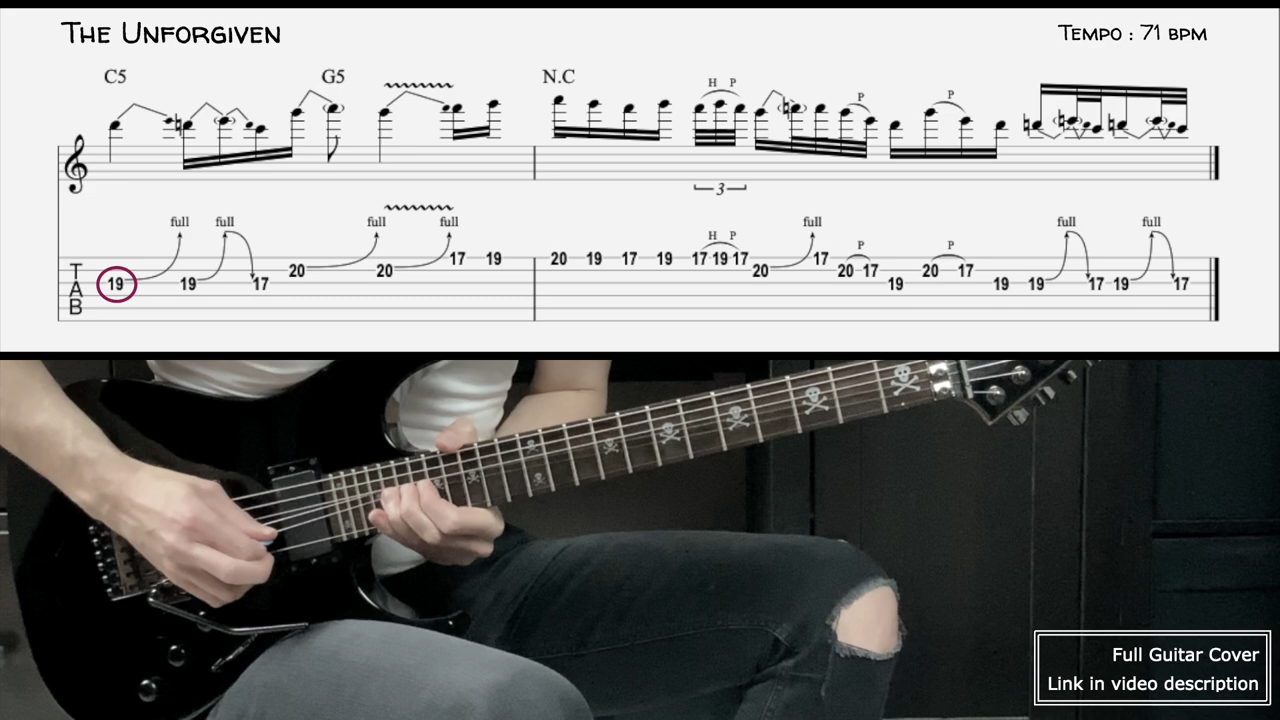 The Unforgiven
Tempo : 71 bpm
C5 G5 N.C
H P P P
3
full full full full full full full
H P P P
17 19 20 19 17 19 17 19 17 17
20 20 20 20 17 20 17
19 19 17 19 19 17 19 17
T
A
B
Full Guitar Cover
Link in video description